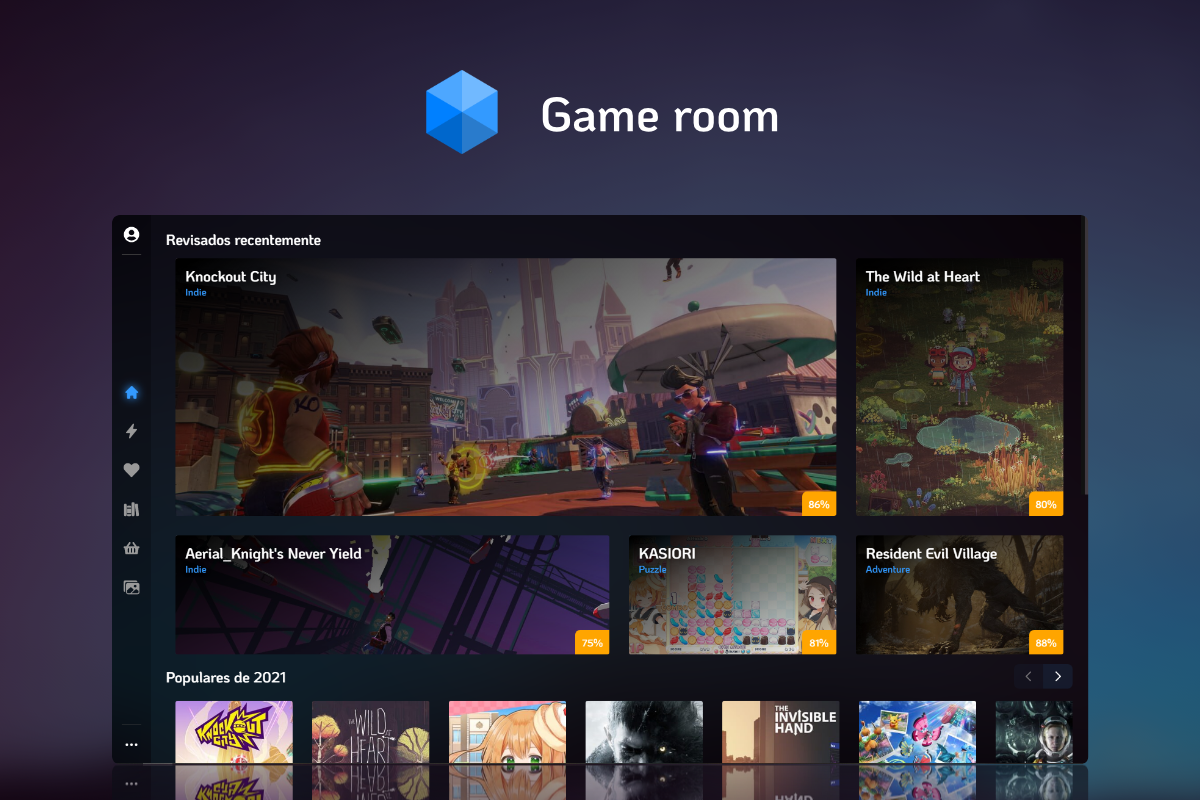 Game room
Revisados recentemente
Knockout City
Indie
86%
The Wild at Heart
Indie
80%
Aerial_Knight's Never Yield
Indie
75%
KASIORI
Puzzle
81%
Resident Evil Village
Adventure
88%
KO
WELCOME
Populares de 2021
KNOCKOUT
CITY
THE
WILD
AT
HEART
THE
INVISIBLE
HAND